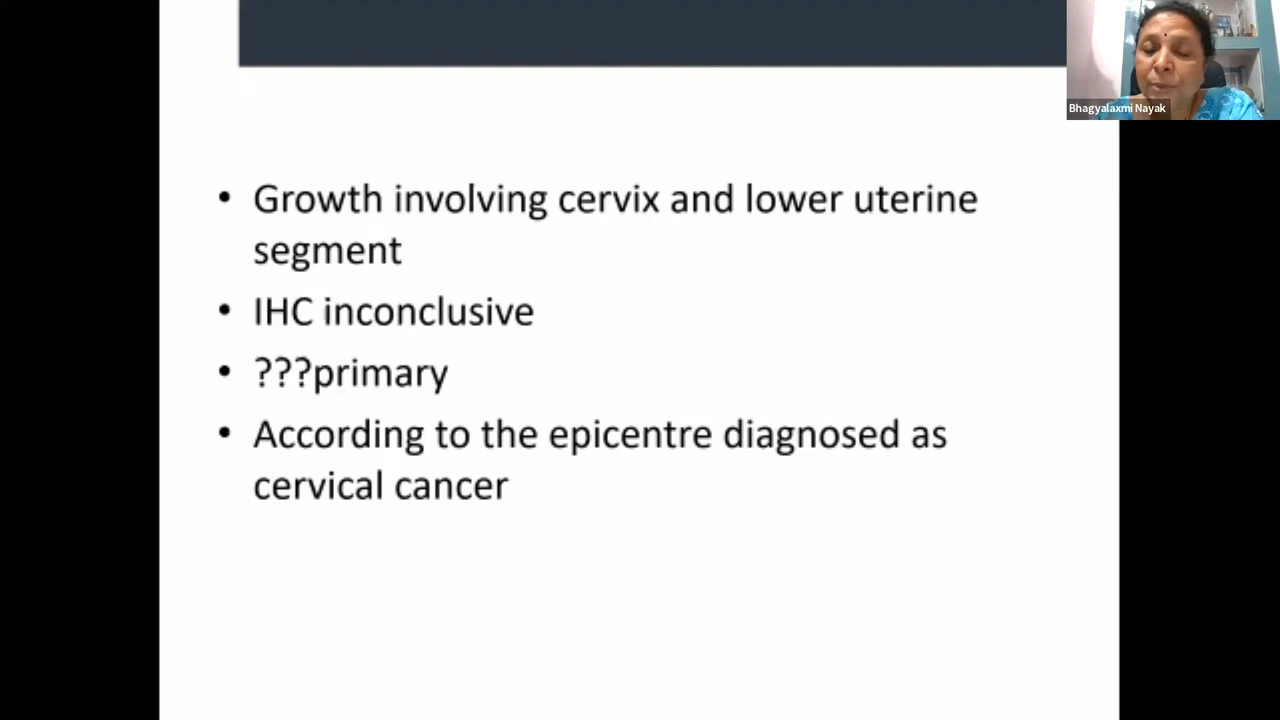 Bhagyalaxmi Nayak
• Growth involving cervix and lower uterine
segment
• IHC inconclusive
• ???primary
• According to the epicentre diagnosed as
cervical cancer